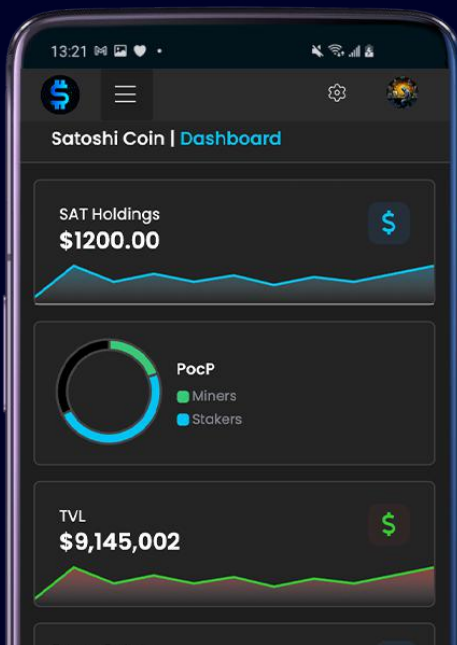 13:21
Satoshi Coin | Dashboard
SAT Holdings
$1200.00
$
PocP
Miners
Stakers
TVL
$9,145,002
$